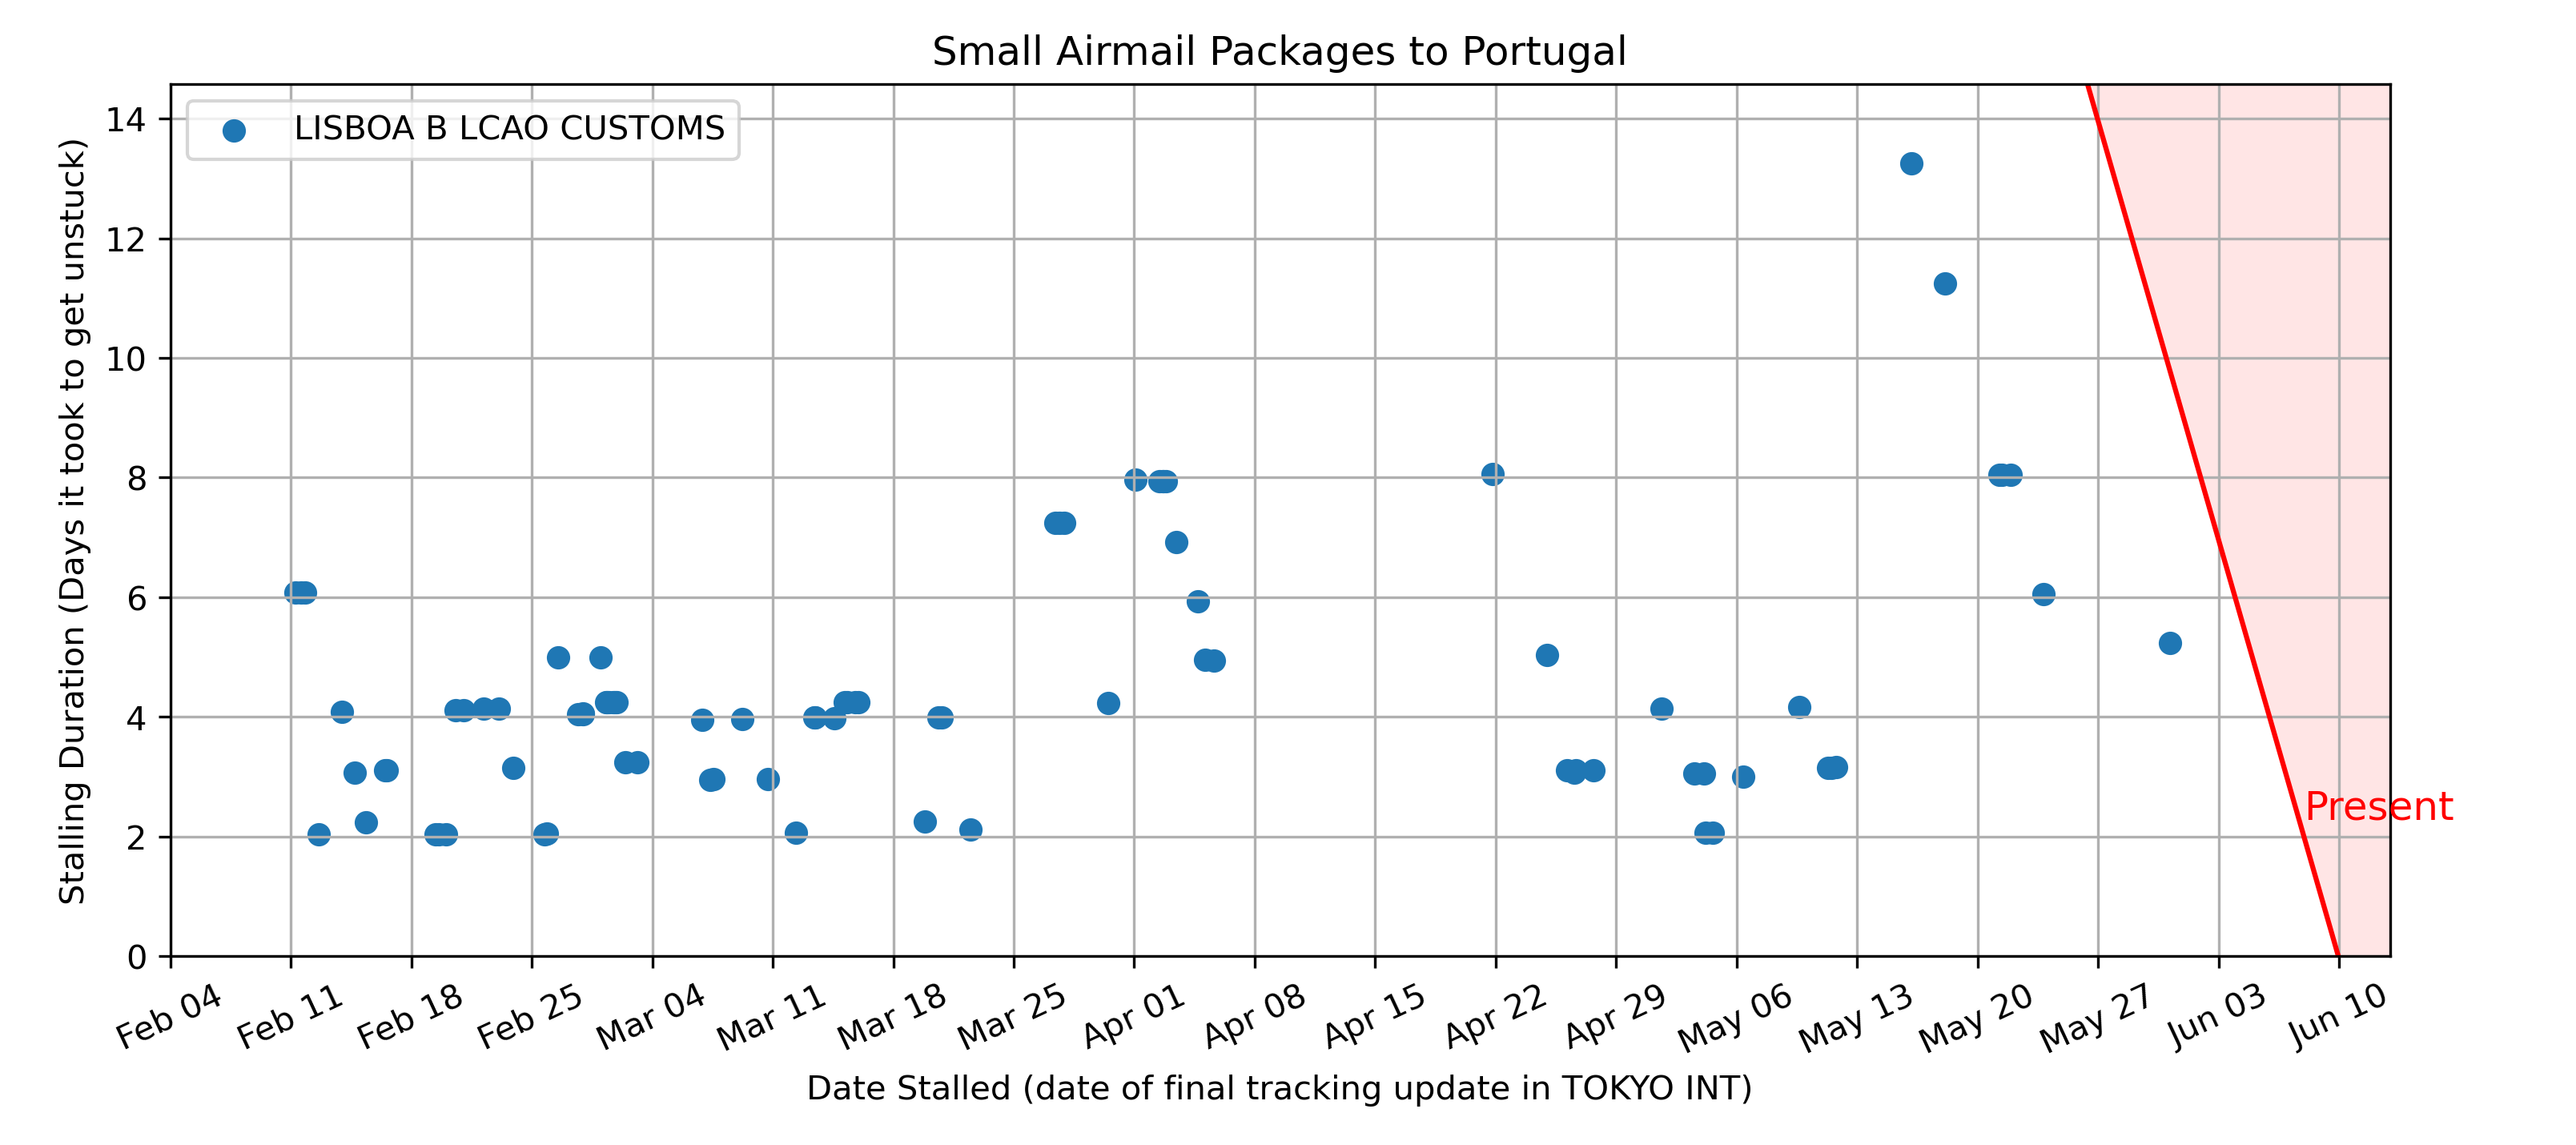 Small Airmail Packages to Portugal
LISBOA B LCAO CUSTOMS
Stalling Duration (Days it took to get unstuck)
14
12
10
8
6
4
2
0
Present
Feb 04
Feb 11
Feb 18
Feb 25
Mar 04
Mar 11
Mar 18
Mar 25
Apr 01
Apr 08
Apr 15
Apr 22
Apr 29
May 06
May 13
May 20
May 27
Jun 03
Jun 10
Date Stalled (date of final tracking update in TOKYO INT)